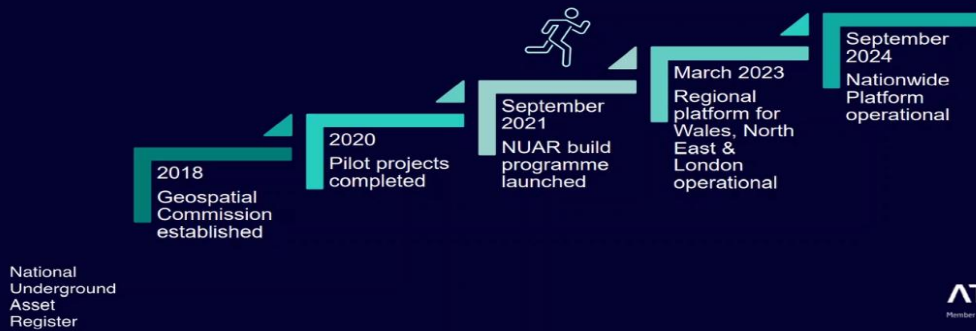 2018
Geospatial
Commission
established
2020
Pilot projects
completed
September
2021
NUAR build
programme
launched
March 2023
Regional
platform for
Wales, North
East &
London
operational
September
2024
Nationwide
Platform
operational
National
Underground
Asset
Register
Member